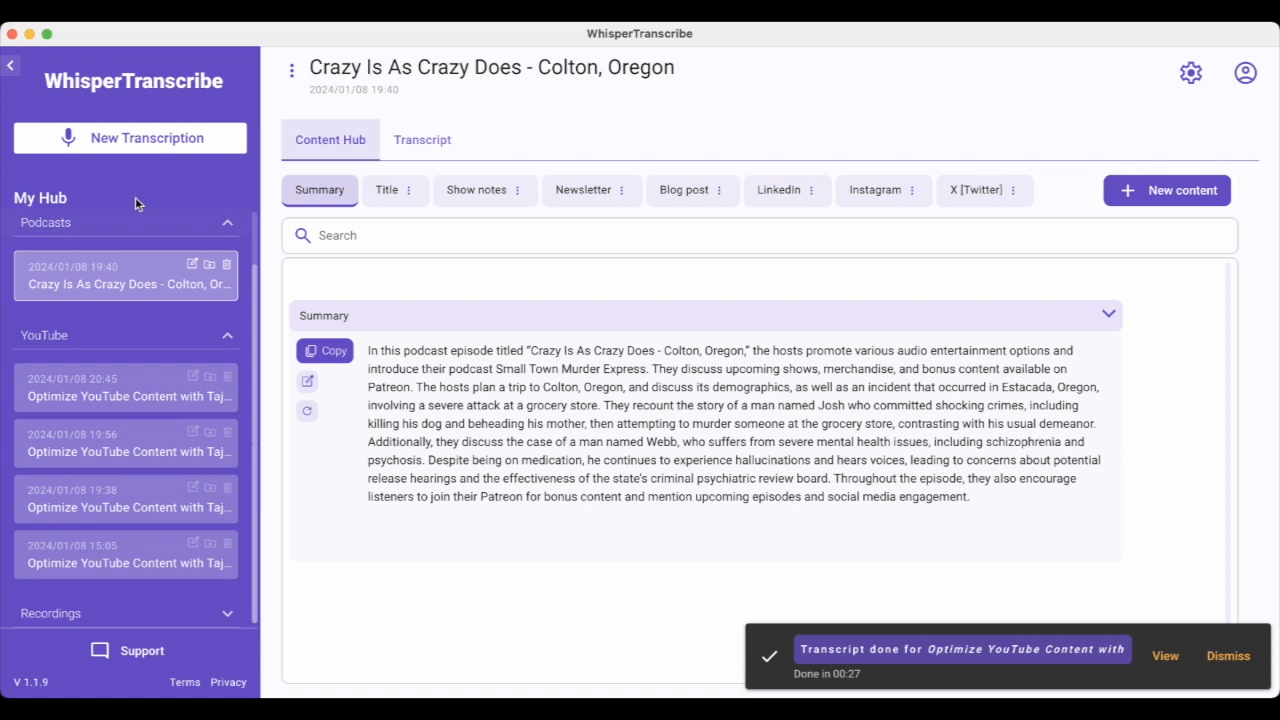 WhisperTranscribe
WhisperTranscribe
New Transcription
My Hub
Podcasts
2024/01/08 19:40
Crazy Is As Crazy Does - Colton, Or...
YouTube
2024/01/08 20:45
Optimize YouTube Content with Taj...
2024/01/08 19:56
Optimize YouTube Content with Taj...
2024/01/08 19:38
Optimize YouTube Content with Taj...
2024/01/08 15:05
Optimize YouTube Content with Taj...
Recordings
Support
V 1.1.9 Terms Privacy
Crazy Is As Crazy Does - Colton, Oregon
2024/01/08 19:40
Content Hub Transcript
Summary Title Show notes Newsletter Blog post LinkedIn Instagram X [Twitter] New content
Search
Summary
Copy
In this podcast episode titled “Crazy Is As Crazy Does - Colton, Oregon,” the hosts promote various audio entertainment options and
introduce their podcast Small Town Murder Express. They discuss upcoming shows, merchandise, and bonus content available on
Patreon. The hosts plan a trip to Colton, Oregon, and discuss its demographics, as well as an incident that occurred in Estacada, Oregon,
involving a severe attack at a grocery store. They recount the story of a man named Josh who committed shocking crimes, including
killing his dog and beheading his mother, then attempting to murder someone at the grocery store, contrasting with his usual demeanor.
Additionally, they discuss the case of a man named Webb, who suffers from severe mental health issues, including schizophrenia and
psychosis. Despite being on medication, he continues to experience hallucinations and hears voices, leading to concerns about potential
release hearings and the effectiveness of the state’s criminal psychiatric review board. Throughout the episode, they also encourage
listeners to join their Patreon for bonus content and mention upcoming episodes and social media engagement.
Transcript done for Optimize YouTube Content with
Done in 00:27
View Dismiss